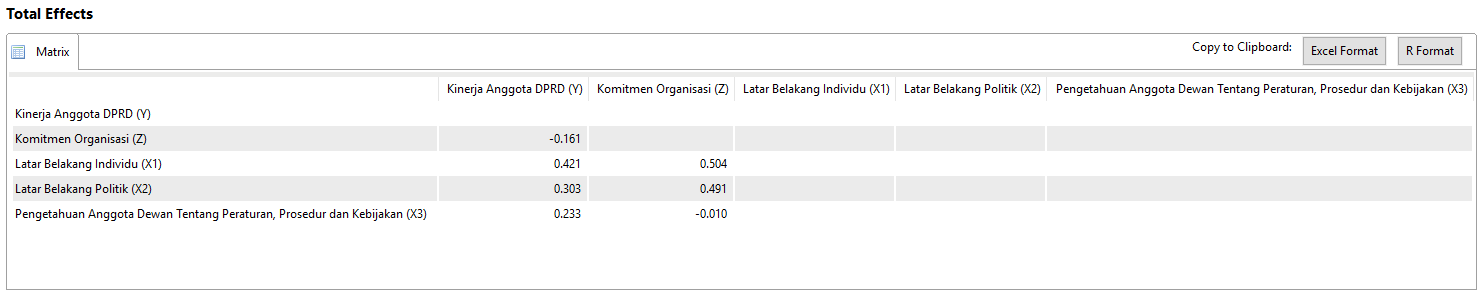 Total Effects
Matrix
Copy to Clipboard: Excel Format R Format
Kinerja Anggota DPRD (Y) Komitmen Organisasi (Z) Latar Belakang Individu (X1) Latar Belakang Politik (X2) Pengetahuan Anggota Dewan Tentang Peraturan, Prosedur dan Kebijakan (X3)
Kinerja Anggota DPRD (Y)
Komitmen Organisasi (Z) -0.161
Latar Belakang Individu (X1) 0.421 0.504
Latar Belakang Politik (X2) 0.303 0.491
Pengetahuan Anggota Dewan Tentang Peraturan, Prosedur dan Kebijakan (X3) 0.233 -0.010